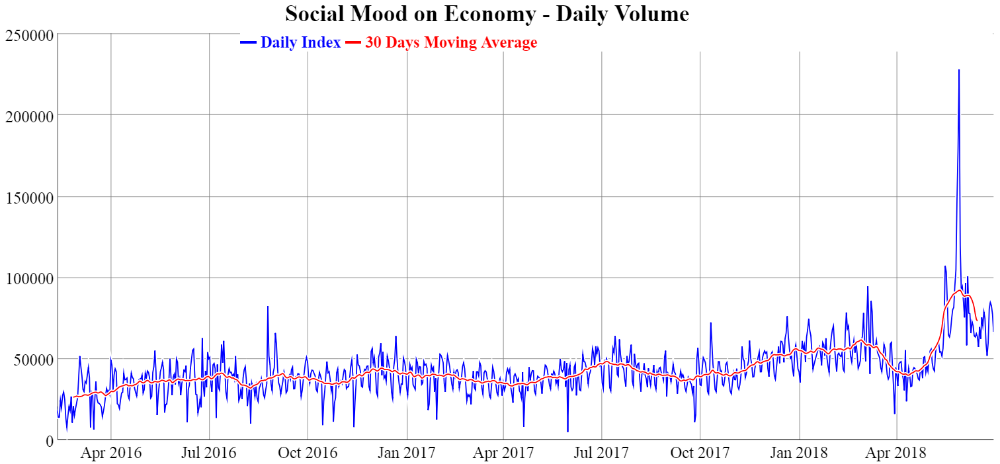 Social Mood on Economy - Daily Volume
Daily Index 30 Days Moving Average
250000
200000
150000
100000
50000
0
Apr 2016 Jul 2016 Oct 2016 Jan 2017 Apr 2017 Jul 2017 Oct 2017 Jan 2018 Apr 2018